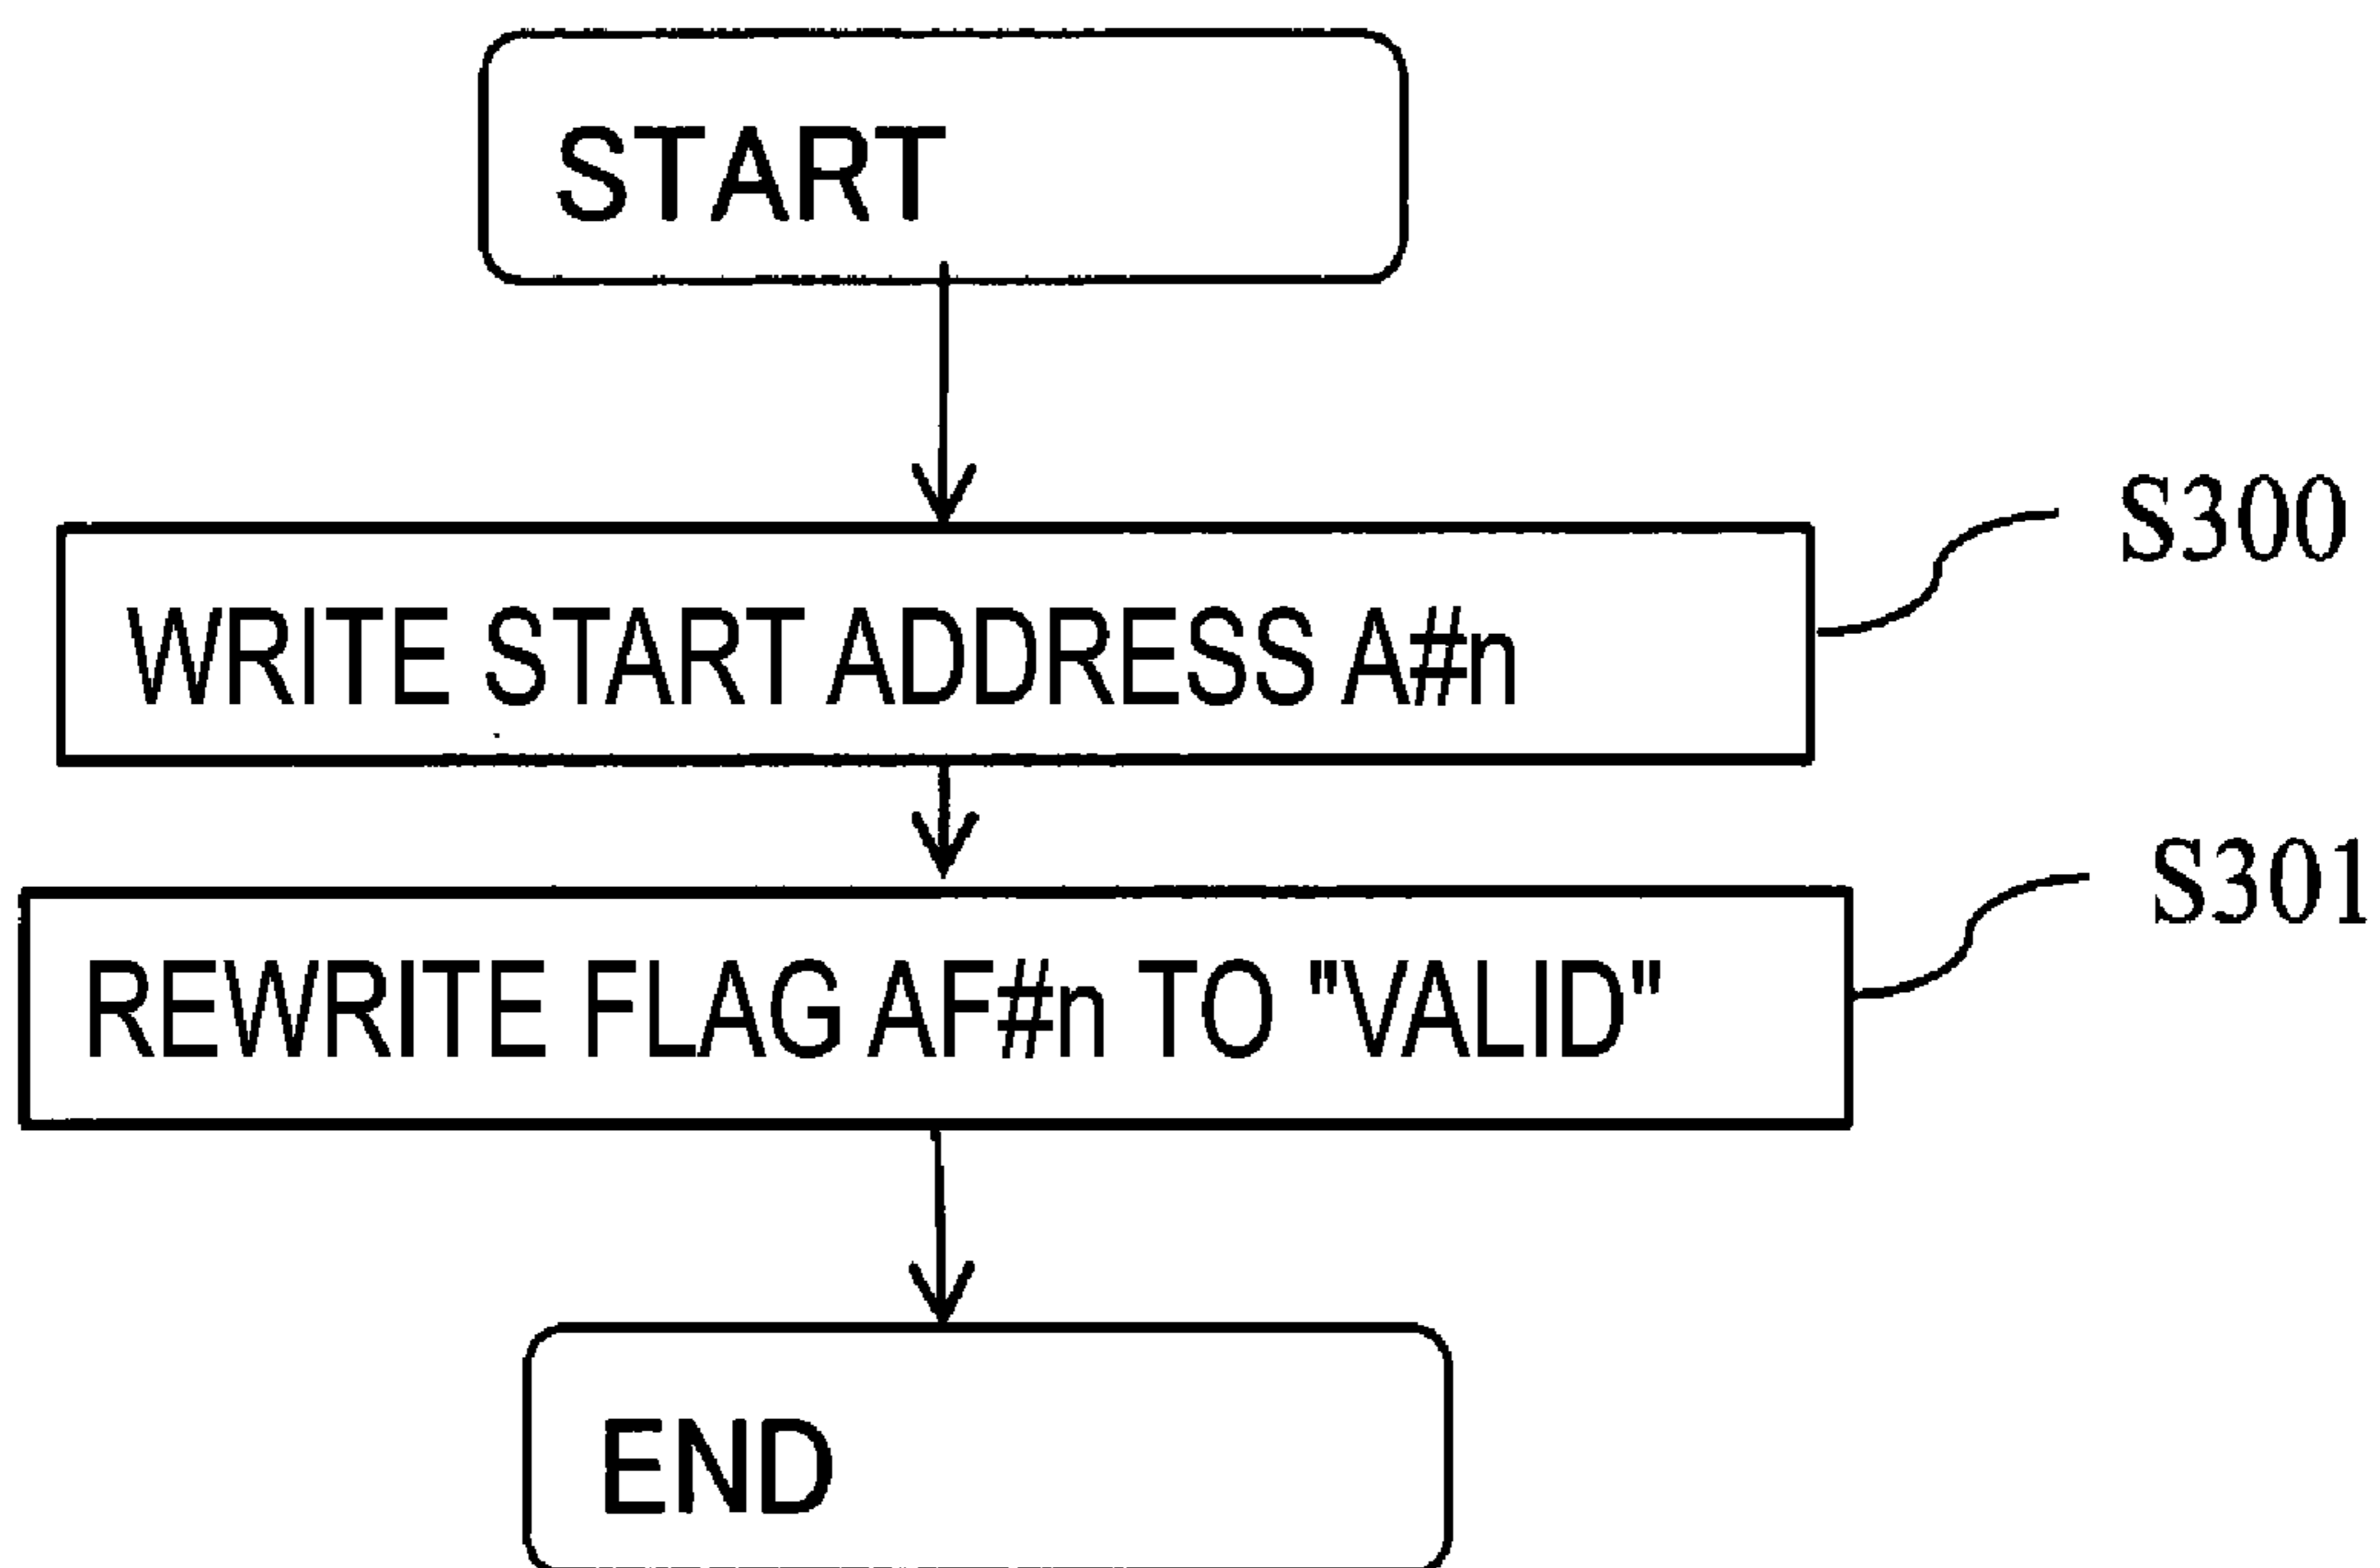 START
S300
WRITE START ADDRESS A#n
S301
REWRITE FLAG AF#n TO "VALID"
END